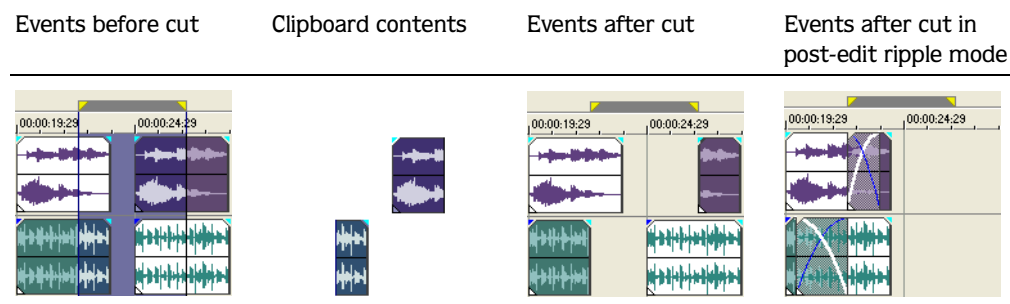 Events before cut
Clipboard contents
Events after cut
Events after cut in
post-edit ripple mode
00:00:19:29 00:00:24:29
00:00:19:29 00:00:24:29
00:00:19:29 00:00:24:29